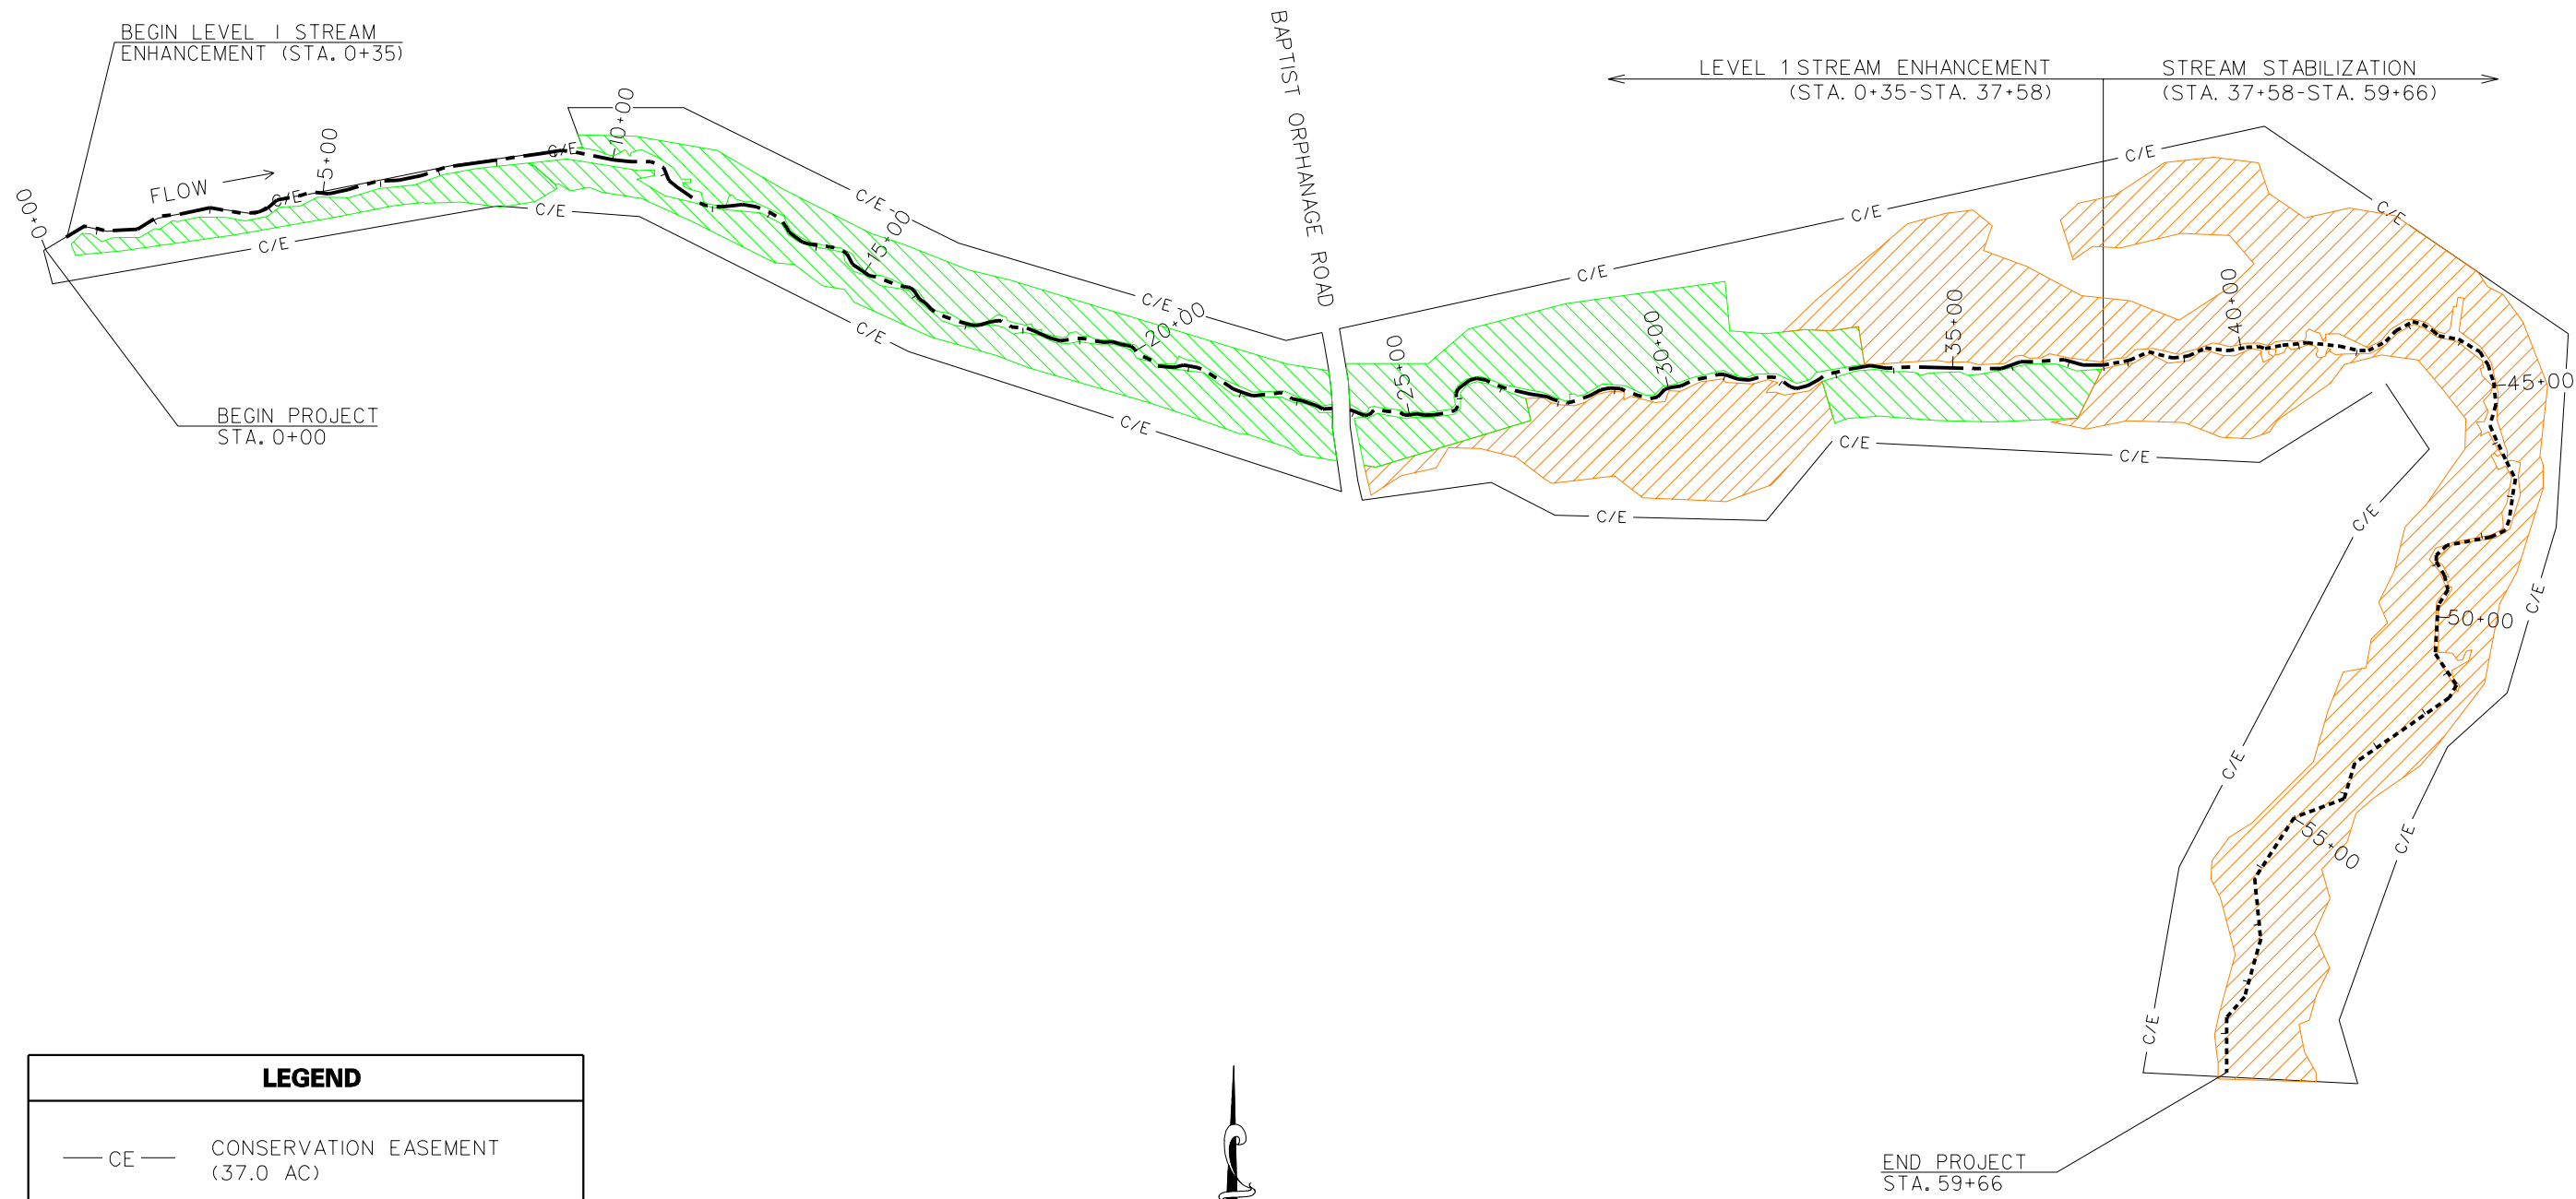 BEGIN LEVEL I STREAM
ENHANCEMENT (STA. 0+35)
BAPTIST ORPHANAGE ROAD
LEVEL 1 STREAM ENHANCEMENT
(STA. 0+35-STA. 37+58)
STREAM STABILIZATION
(STA. 37+58-STA. 59+66)
0+00
FLOW
C/E
5+00
C/E
10+00
C/E
C/E
C/E
15+00
C/E
C/E
20+00
C/E
25+00
C/E
C/E
30+00
C/E
35+00
C/E
C/E
40+00
C/E
C/E
45+00
C/E
C/E
50+00
C/E
55+00
C/E
C/E
BEGIN PROJECT
STA. 0+00
END PROJECT
STA. 59+66
LEGEND
CE
CONSERVATION EASEMENT
(37.0 AC)